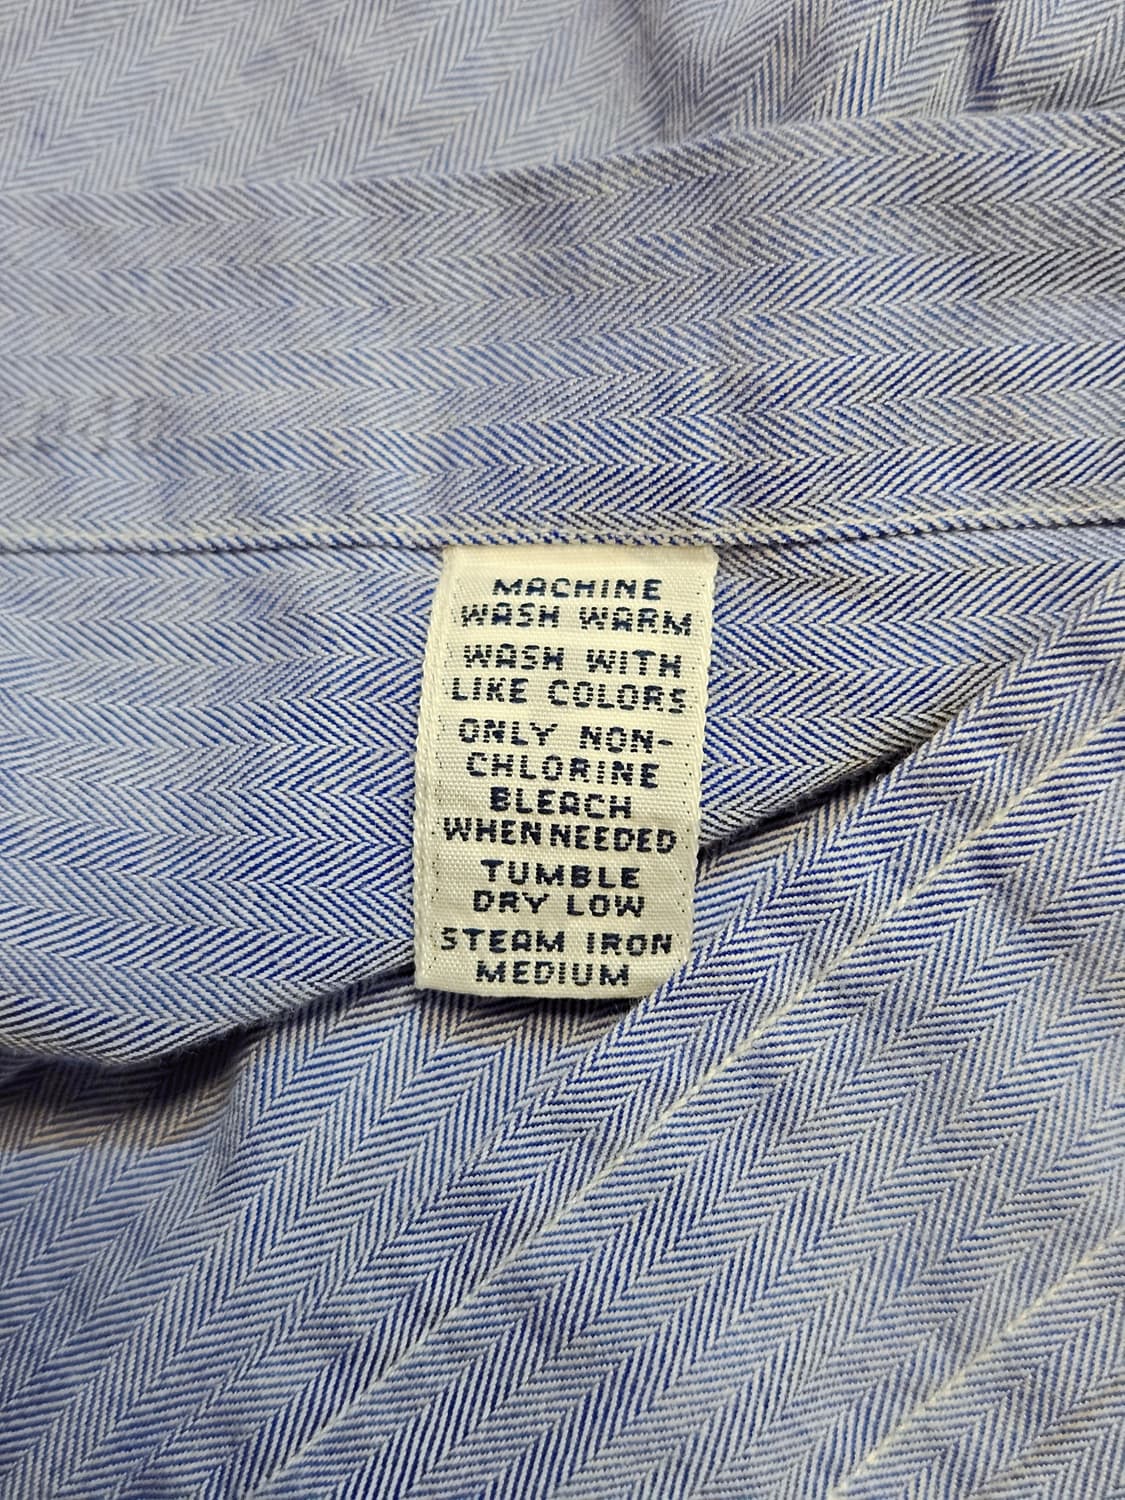 MACHINE
WASH WARM
WASH WITH
LIKE COLORS
ONLY NON-
CHLORINE
BLEACH
WHEN NEEDED
TUMBLE
DRY LOW
STEAM IRON
MEDIUM